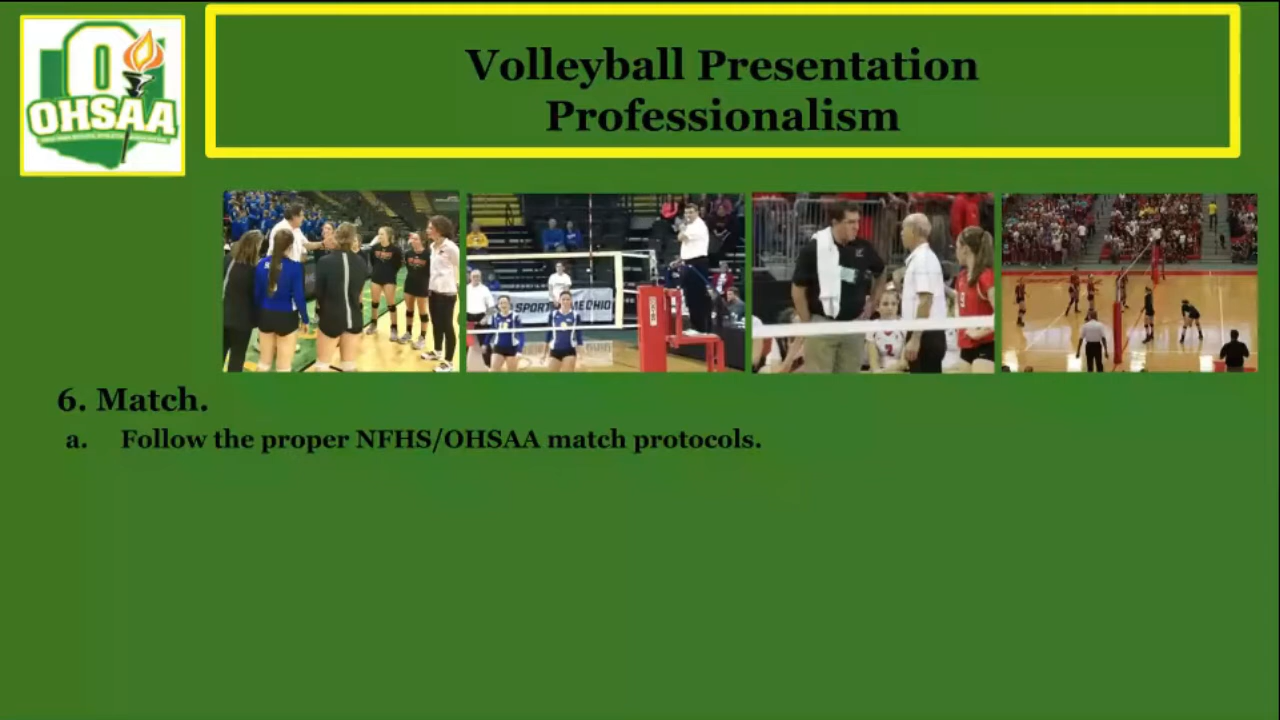 OHSAA
Volleyball Presentation
Professionalism
6. Match.
a. Follow the proper NFHS/OHSAA match protocols.